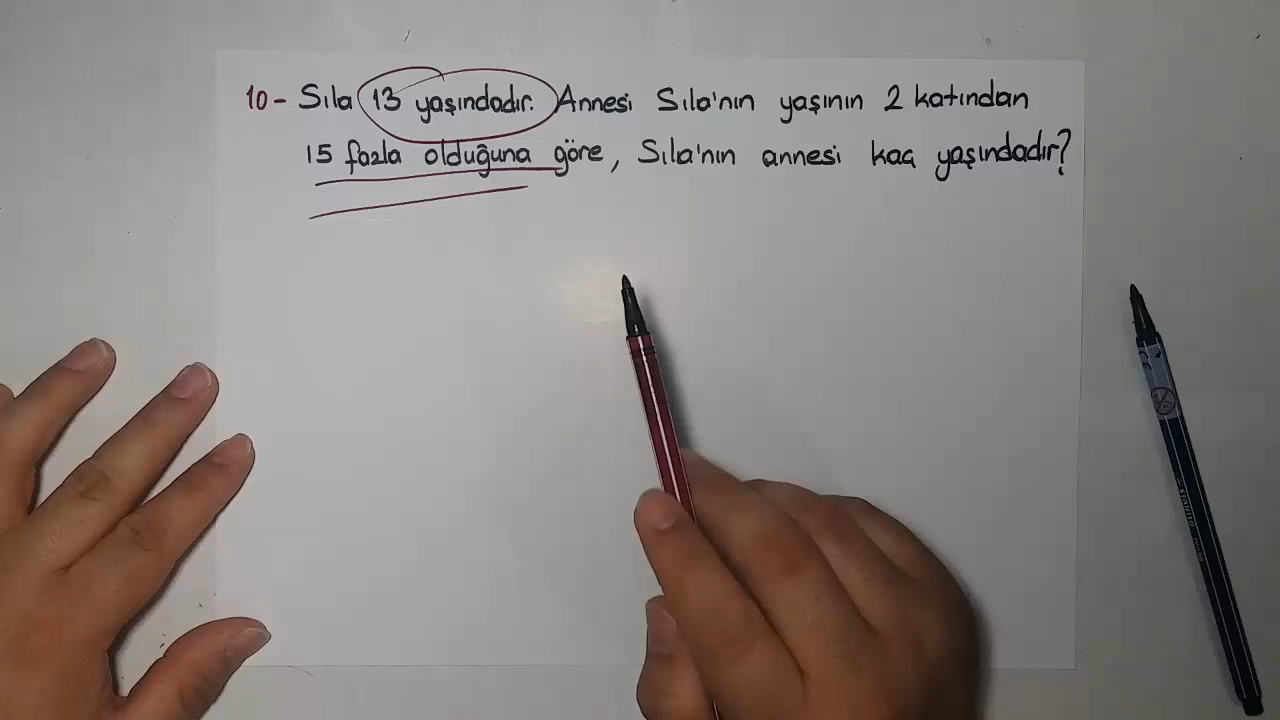 10- Sıla 13 yaşındadır. Annesi Sıla'nın yaşının 2 katından
15 fazla olduğuna göre, Sıla'nın annesi kaç yaşındadır?